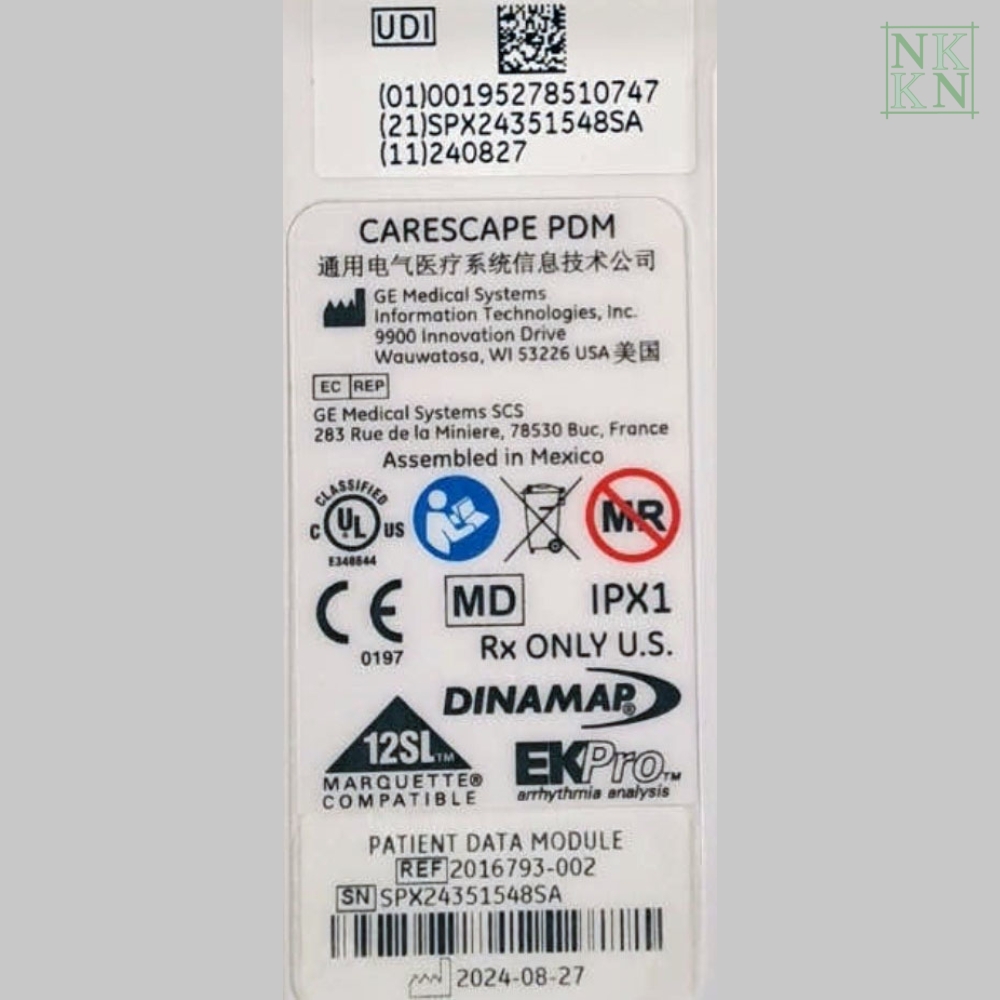 UDI
NK
KN
(01)00195278510747
(21)SPX24351548SA
(11)240827
CARESCAPE PDM
通用电气医疗系统信息技术公司
GE Medical Systems
Information Technologies, Inc.
9900 Innovation Drive
Wauwatosa, WI 53226 USA 美国
EC REP
GE Medical Systems SCS
283 Rue de la Miniere, 78530 Buc, France
Assembled in Mexico
CLASSIFIED
C UL US
E348844
MR
CE
0197
MD
IPX1
Rx ONLY U.S.
DINAMAP®
12SL™
MARQUETTE®
COMPATIBLE
EKPro™
arrhythmia analysis
PATIENT DATA MODULE
REF 2016793-002
SN SPX24351548SA
2024-08-27